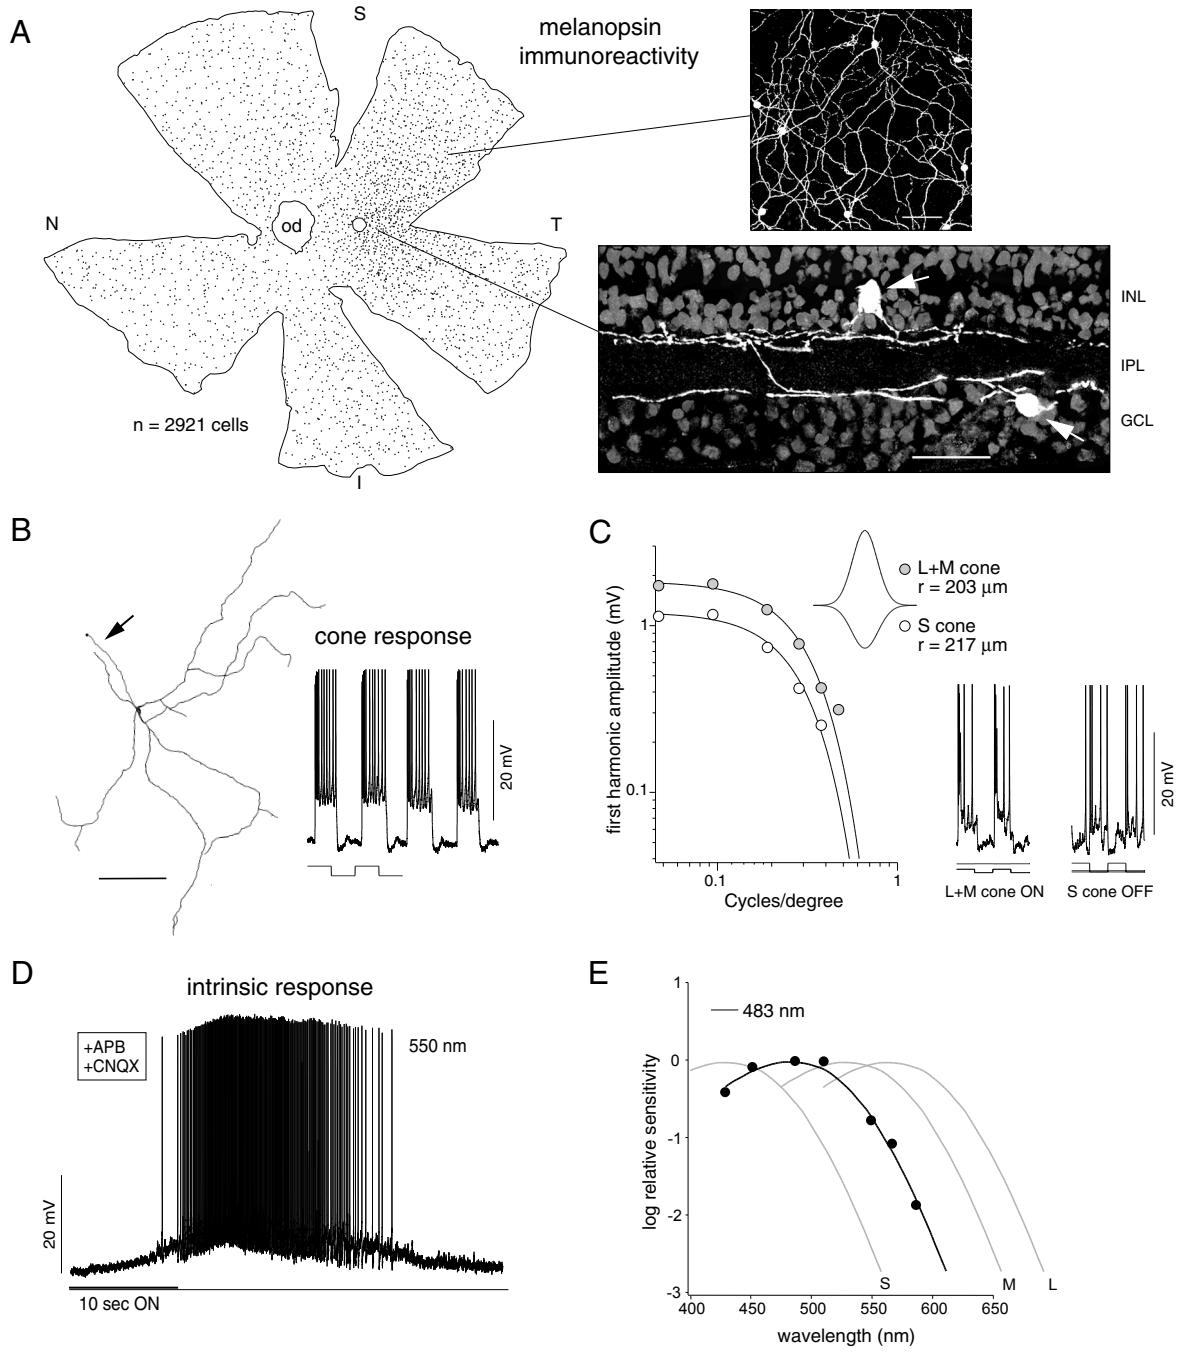 A
S
melanopsin
immunoreactivity
N
od
T
n = 2921 cells
I
INL
IPL
GCL
B
cone response
20 mV
C
first harmonic amplitutde (mV)
1
0.1
0.1
1
Cycles/degree
L+M cone
r = 203 µm
S cone
r = 217 µm
20 mV
L+M cone ON
S cone OFF
D
intrinsic response
+APB
+CNQX
550 nm
20 mV
10 sec ON
E
log relative sensitivity
1
0
-1
-2
-3
483 nm
S
M
L
400 450 500 550 600 650
wavelength (nm)